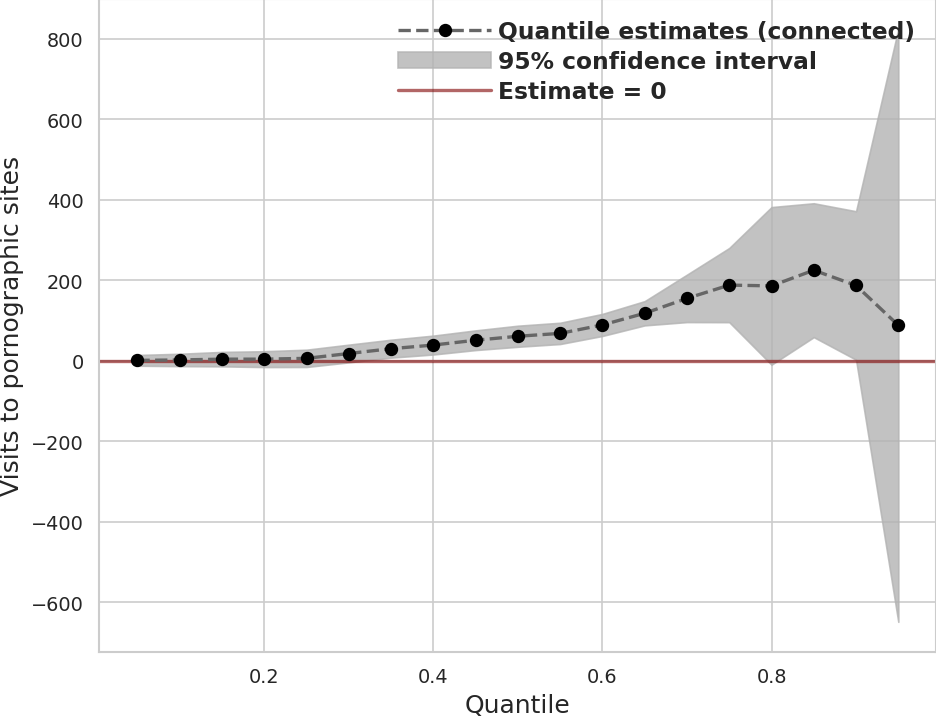 Quantile estimates (connected)
95% confidence interval
Estimate = 0
Visits to pornographic sites
800
600
400
200
0
−200
−400
−600
0.2
0.4
0.6
0.8
Quantile